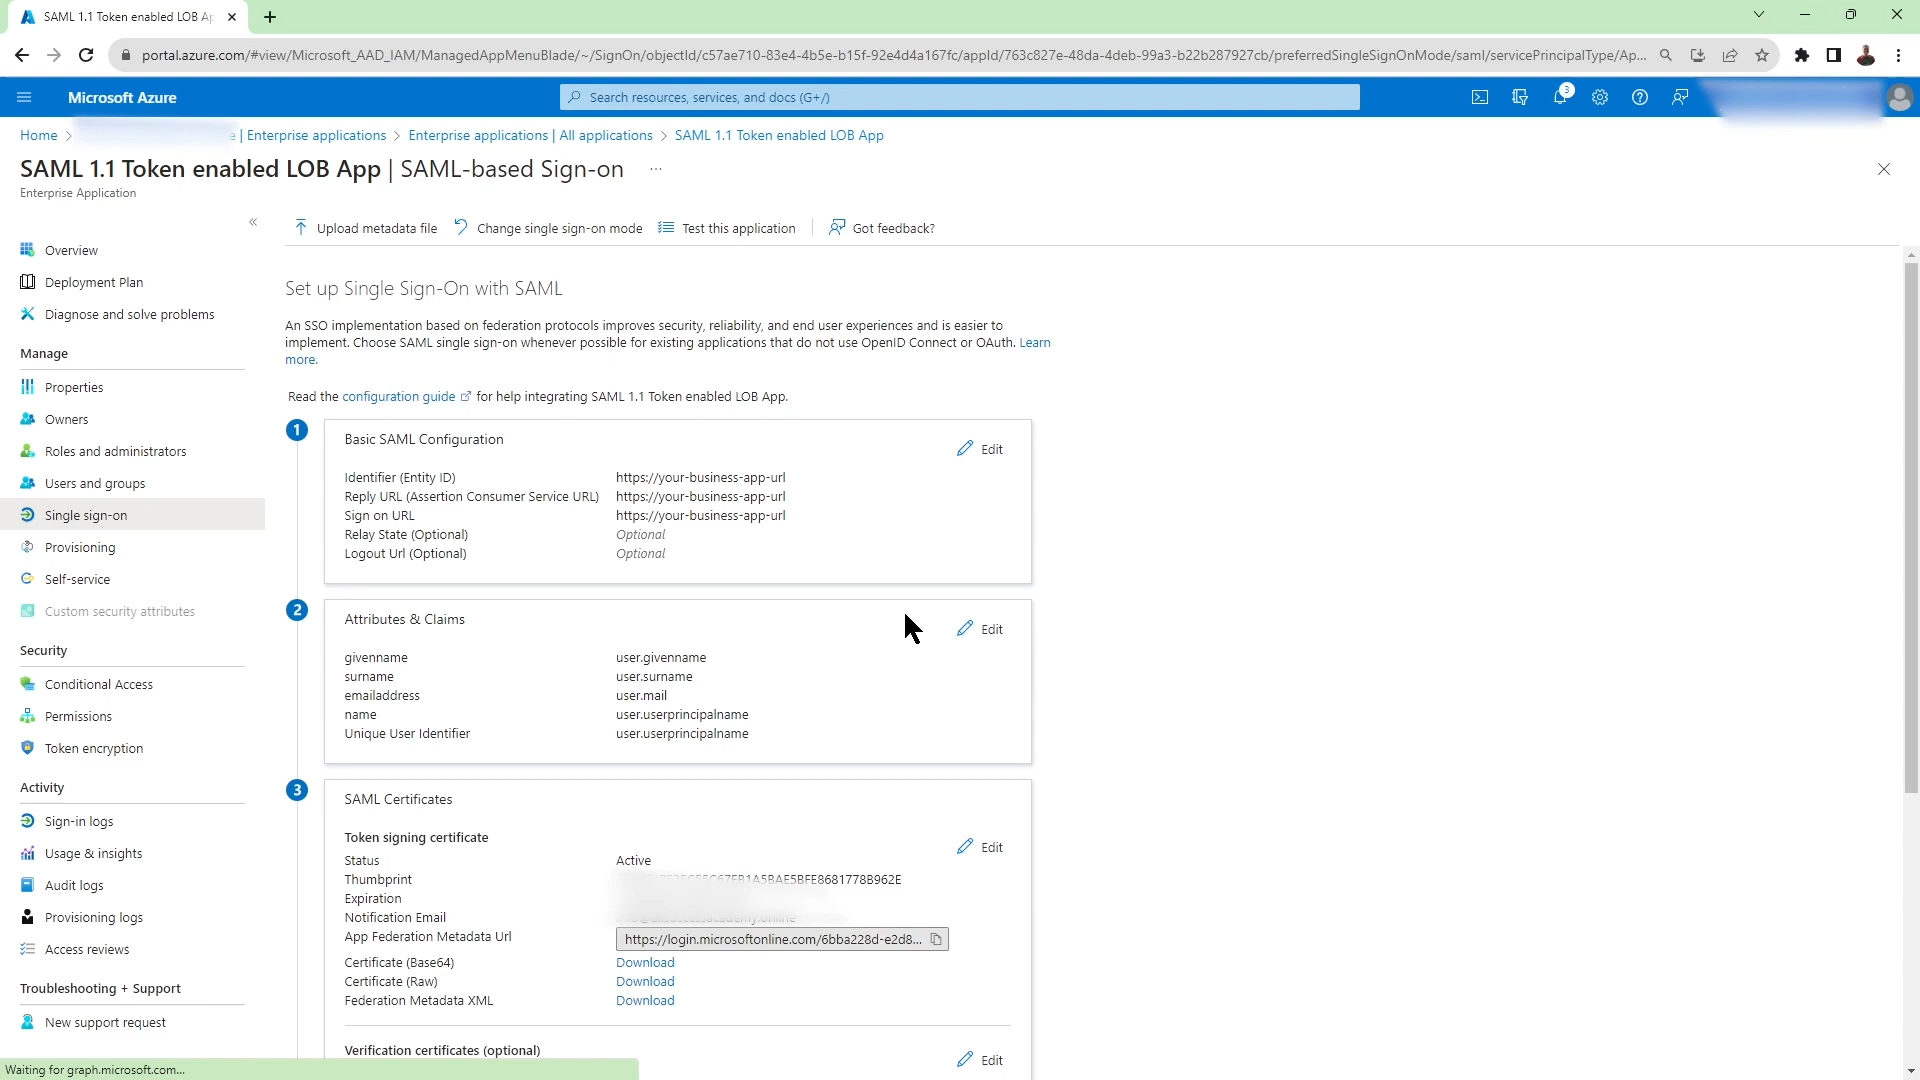 SAML 1.1 Token enabled LOB Ap
portal.azure.com/#view/Microsoft_AAD_IAM/ManagedAppMenuBlade/~/SignOn/objectId/c57ae710-83e4-4b5e-b15f-92e4d4a167fc/appId/763c827e-48da-4deb-99a3-b22b287927cb/preferredSingleSignOnMode/saml/servicePrincipalType/Ap...
Microsoft Azure
Search resources, services, and docs (G+/)
3
Home > e | Enterprise applications > Enterprise applications | All applications > SAML 1.1 Token enabled LOB App
SAML 1.1 Token enabled LOB App | SAML-based Sign-on ...
Enterprise Application
«
Upload metadata file
Change single sign-on mode
Test this application
Got feedback?
Overview
Deployment Plan
Diagnose and solve problems
Manage
Properties
Owners
Roles and administrators
Users and groups
Single sign-on
Provisioning
Self-service
Custom security attributes
Security
Conditional Access
Permissions
Token encryption
Activity
Sign-in logs
Usage & insights
Audit logs
Provisioning logs
Access reviews
Troubleshooting + Support
New support request
Set up Single Sign-On with SAML
An SSO implementation based on federation protocols improves security, reliability, and end user experiences and is easier to
implement. Choose SAML single sign-on whenever possible for existing applications that do not use OpenID Connect or OAuth. Learn
more.
Read the configuration guide for help integrating SAML 1.1 Token enabled LOB App.
1
Basic SAML Configuration
Edit
Identifier (Entity ID) https://your-business-app-url
Reply URL (Assertion Consumer Service URL) https://your-business-app-url
Sign on URL https://your-business-app-url
Relay State (Optional) Optional
Logout Url (Optional) Optional
2
Attributes & Claims
Edit
givenname user.givenname
surname user.surname
emailaddress user.mail
name user.userprincipalname
Unique User Identifier user.userprincipalname
3
SAML Certificates
Token signing certificate
Edit
Status Active
Thumbprint
Expiration
Notification Email
App Federation Metadata Url https://login.microsoftonline.com/6bba228d-e2d8...
Certificate (Base64) Download
Certificate (Raw) Download
Federation Metadata XML Download
Verification certificates (optional)
Edit
Waiting for graph.microsoft.com...